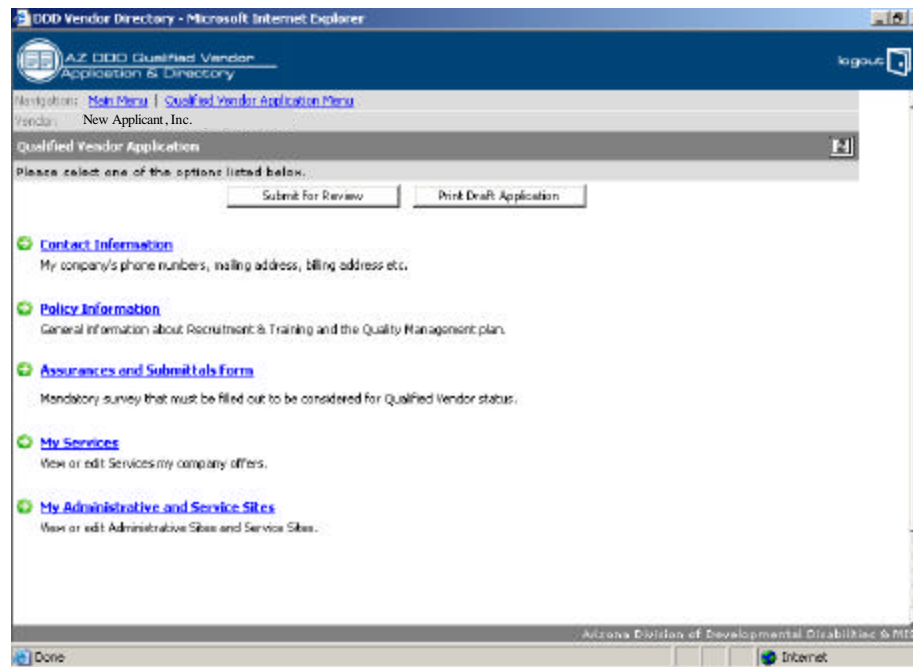 DDD Vendor Directory - Microsoft Internet Explorer
AZ DDD Qualified Vendor
Application & Directory
logout
Navigation: Main Menu | Qualified Vendor Application Menu
Vendor: New Applicant, Inc.
Qualified Vendor Application
Please select one of the options listed below.
Submit for Review Print Draft Application
Contact Information
My company's phone numbers, mailing address, billing address etc.
Policy Information
General information about Recruitment & Training and the Quality Management plan.
Assurances and Submittals Form
Mandatory survey that must be filled out to be considered for Qualified Vendor status.
My Services
View or edit Services my company offers.
My Administrative and Service Sites
View or edit Administrative Sites and Service Sites.
Arizona Division of Developmental Disabilities &
Done Internet